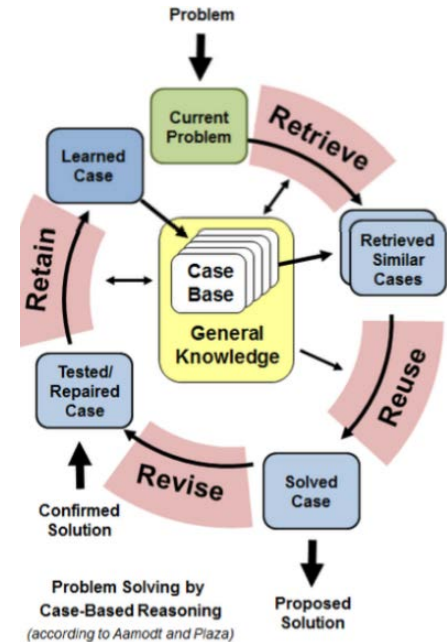 Problem
Current
Problem
Retrieve
Learned
Case
Retrieved
Similar
Cases
Case
Base
General
Knowledge
Retain
Reuse
Tested/
Repaired
Case
Revise
Solved
Case
Confirmed
Solution
Proposed
Solution
Problem Solving by
Case-Based Reasoning
(according to Aamodt and Plaza)